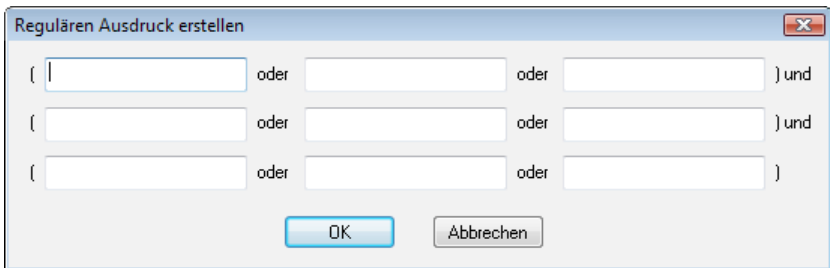 Regulären Ausdruck erstellen
( oder oder ) und
( oder oder ) und
( oder oder )
OK Abbrechen